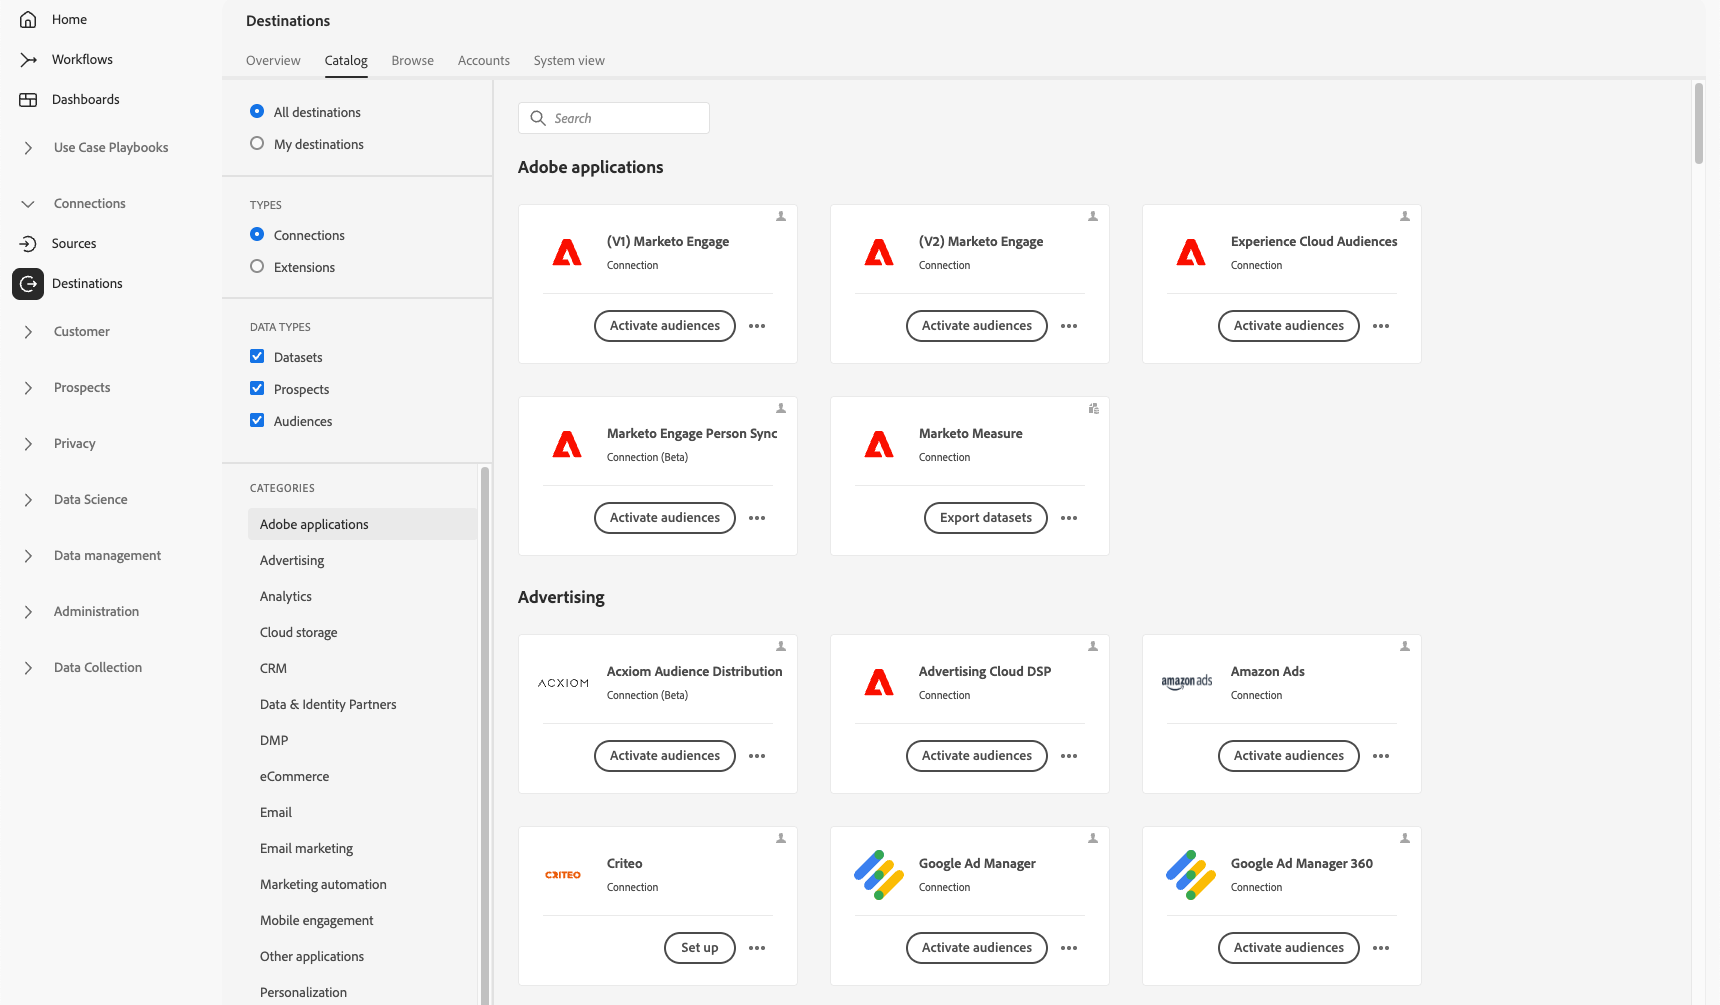 Home
Workflows
Dashboards
Use Case Playbooks
Connections
Sources
Destinations
Customer
Prospects
Privacy
Data Science
Data management
Administration
Data Collection
Destinations
Overview Catalog Browse Accounts System view
All destinations
My destinations
TYPES
Connections
Extensions
DATA TYPES
Datasets
Prospects
Audiences
CATEGORIES
Adobe applications
Advertising
Analytics
Cloud storage
CRM
Data & Identity Partners
DMP
eCommerce
Email
Email marketing
Marketing automation
Mobile engagement
Other applications
Personalization
Search
Adobe applications
(V1) Marketo Engage
Connection
Activate audiences
(V2) Marketo Engage
Connection
Activate audiences
Experience Cloud Audiences
Connection
Activate audiences
Marketo Engage Person Sync
Connection (Beta)
Activate audiences
Marketo Measure
Connection
Export datasets
Advertising
ACXIOM
Acxiom Audience Distribution
Connection (Beta)
Activate audiences
Advertising Cloud DSP
Connection
Activate audiences
amazon ads
Amazon Ads
Connection
Activate audiences
CRITEO
Criteo
Connection
Set up
Google Ad Manager
Connection
Activate audiences
Google Ad Manager 360
Connection
Activate audiences